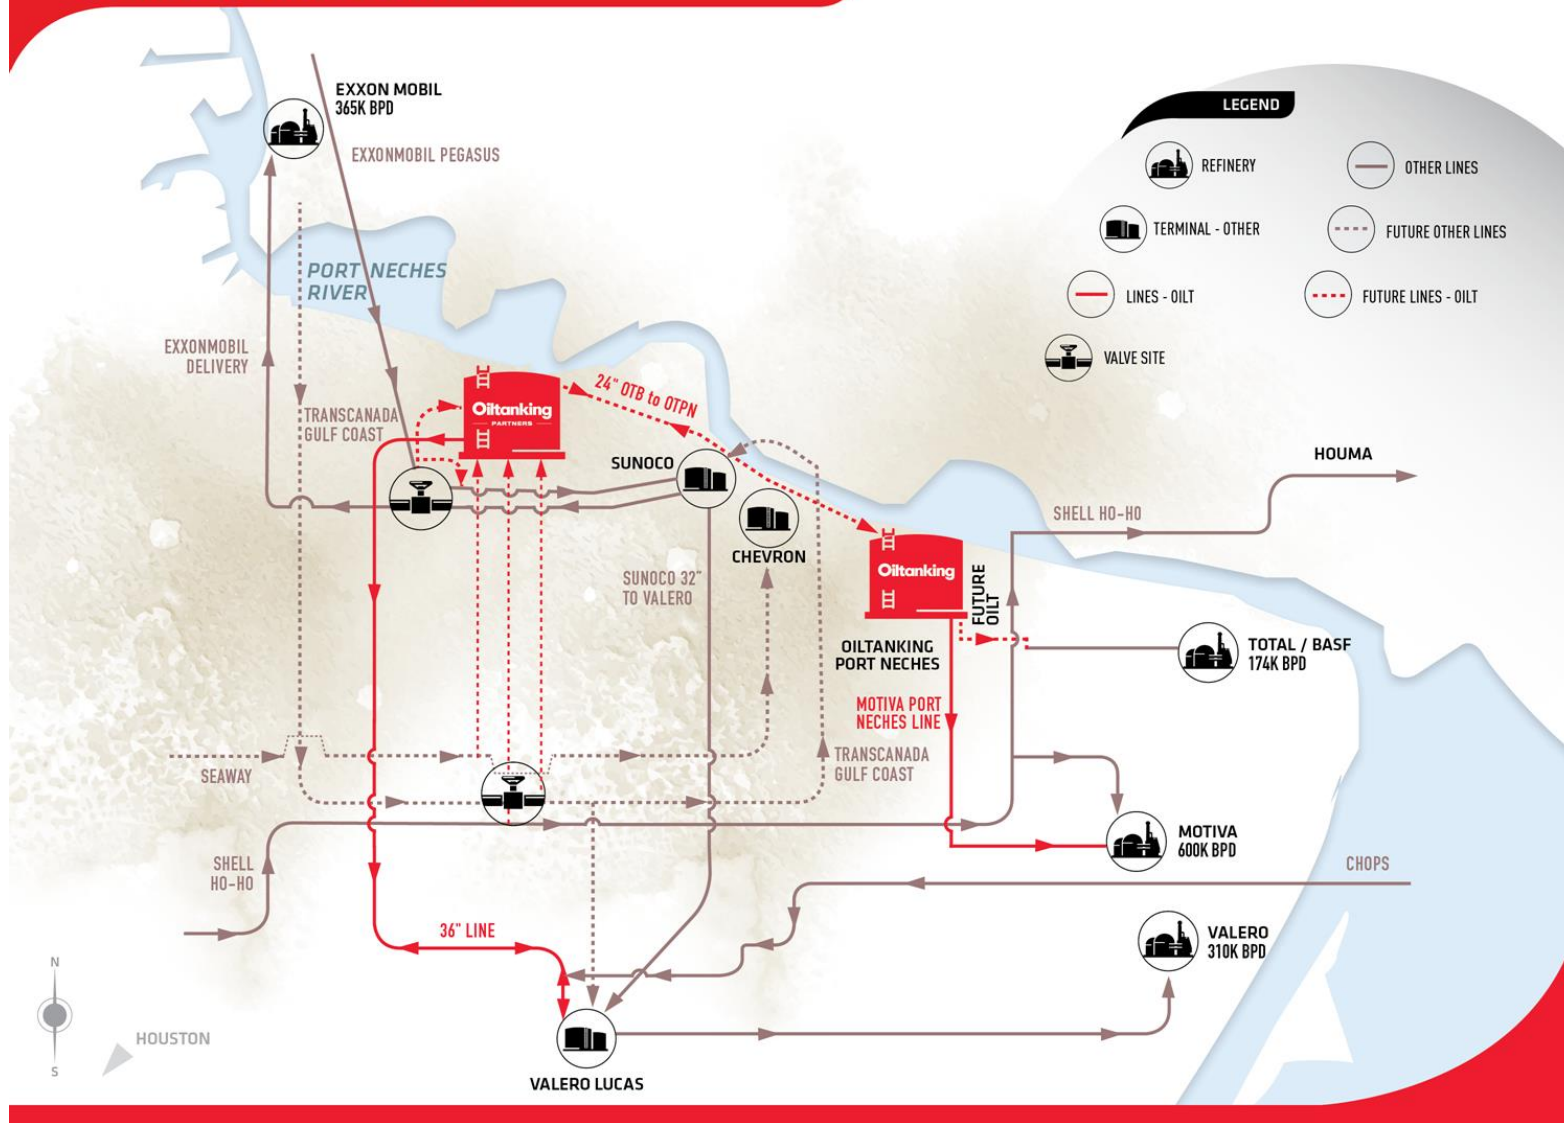 EXXON MOBIL
365K BPD
EXXONMOBIL PEGASUS
LEGEND
REFINERY
OTHER LINES
TERMINAL - OTHER
FUTURE OTHER LINES
LINES - OILT
FUTURE LINES - OILT
VALVE SITE
PORT NECHES
RIVER
EXXONMOBIL
DELIVERY
TRANSCANADA
GULF COAST
Oiltanking
PARTNERS
24" OTB to OTPN
SUNOCO
HOUMA
SHELL HO-HO
CHEVRON
SUNOCO 32"
TO VALERO
Oiltanking
FUTURE
OILT
OILTANKING
PORT NECHES
TOTAL / BASF
174K BPD
MOTIVA PORT
NECHES LINE
TRANSCANADA
GULF COAST
SEAWAY
MOTIVA
600K BPD
SHELL
HO-HO
CHOPS
36" LINE
VALERO
310K BPD
N
S
HOUSTON
VALERO LUCAS